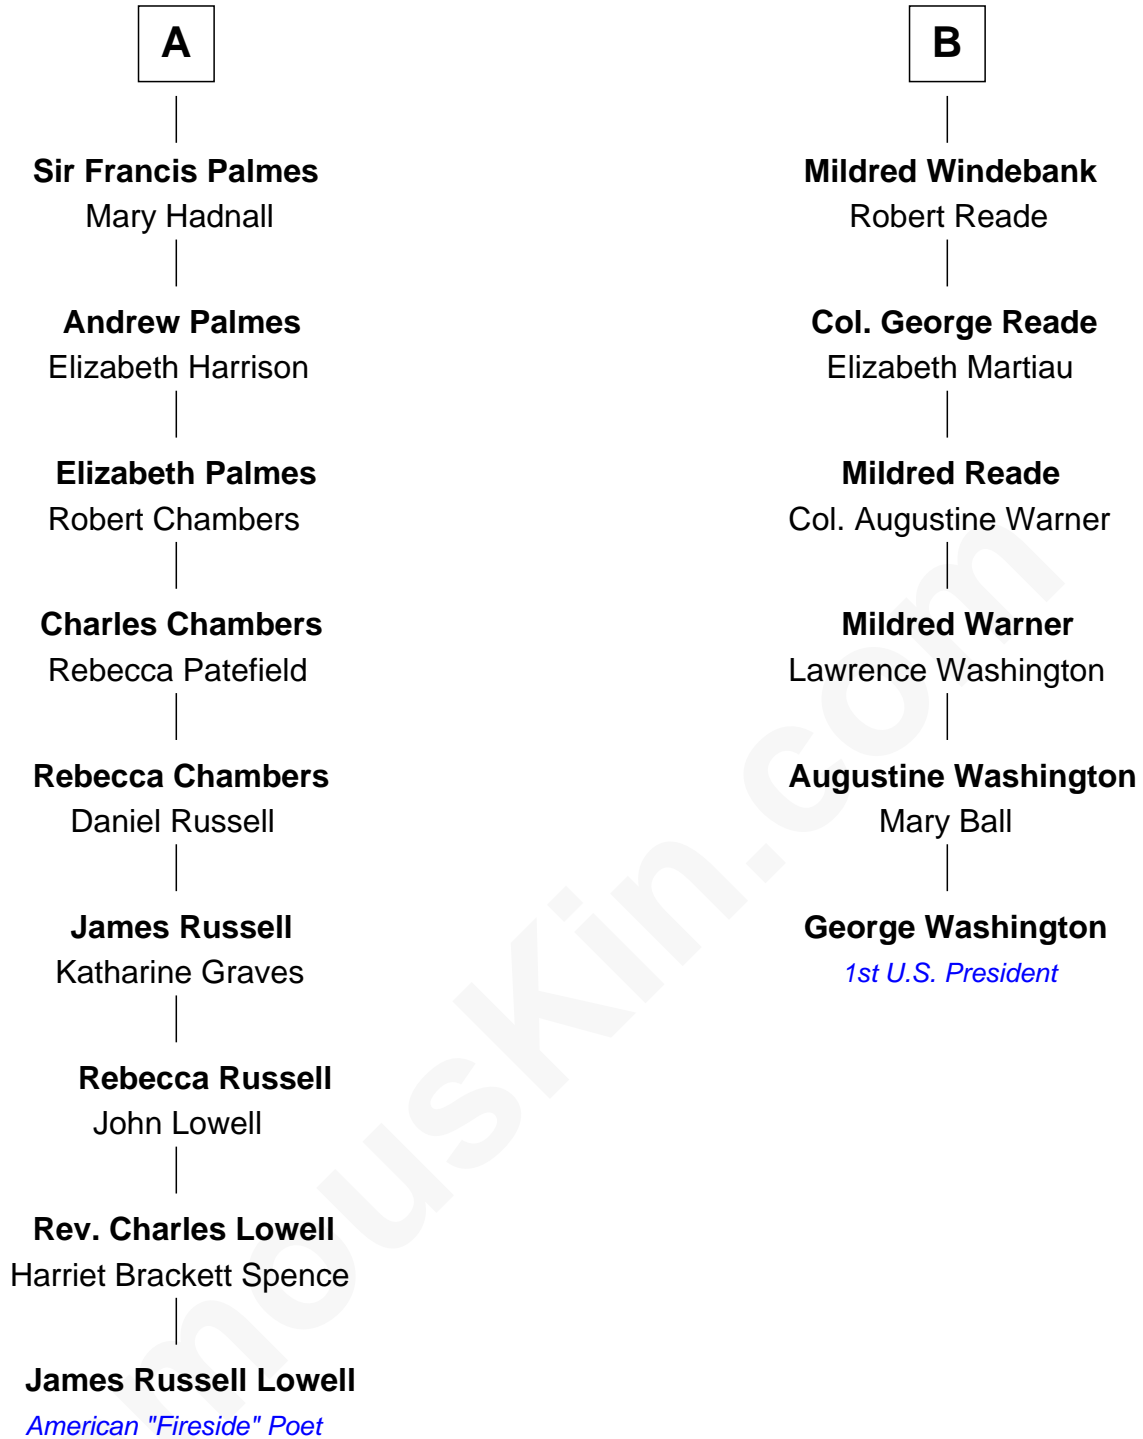 A
Sir Francis Palmes
Mary Hadnall
Andrew Palmes
Elizabeth Harrison
Elizabeth Palmes
Robert Chambers
Charles Chambers
Rebecca Patefield
Rebecca Chambers
Daniel Russell
James Russell
Katharine Graves
Rebecca Russell
John Lowell
Rev. Charles Lowell
Harriet Brackett Spence
James Russell Lowell
American "Fireside" Poet
B
Mildred Windebank
Robert Reade
Col. George Reade
Elizabeth Martiau
Mildred Reade
Col. Augustine Warner
Mildred Warner
Lawrence Washington
Augustine Washington
Mary Ball
George Washington
1st U.S. President
mousKin.com